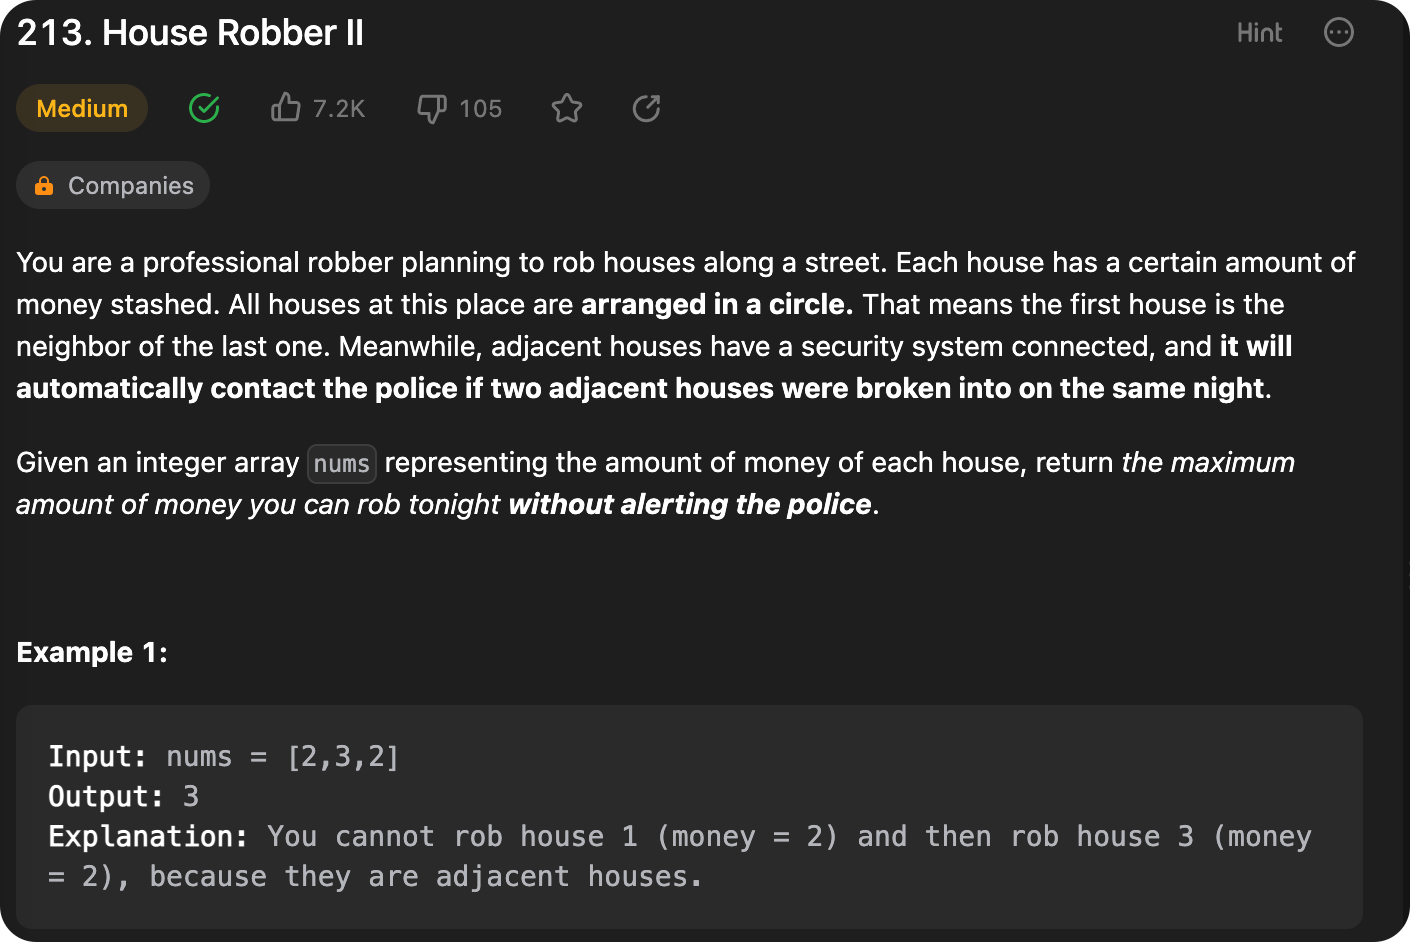 213. House Robber II
Hint
Medium
7.2K
105
Companies
You are a professional robber planning to rob houses along a street. Each house has a certain amount of
money stashed. All houses at this place are arranged in a circle. That means the first house is the
neighbor of the last one. Meanwhile, adjacent houses have a security system connected, and it will
automatically contact the police if two adjacent houses were broken into on the same night.
Given an integer array nums representing the amount of money of each house, return the maximum
amount of money you can rob tonight without alerting the police.
Example 1:
Input: nums = [2,3,2]
Output: 3
Explanation: You cannot rob house 1 (money = 2) and then rob house 3 (money
= 2), because they are adjacent houses.